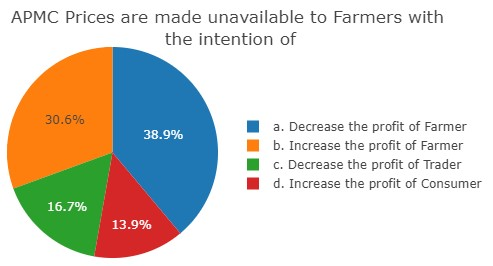 APMC Prices are made unavailable to Farmers with
the intention of
38.9%
30.6%
16.7%
13.9%
a. Decrease the profit of Farmer
b. Increase the profit of Farmer
c. Decrease the profit of Trader
d. Increase the profit of Consumer